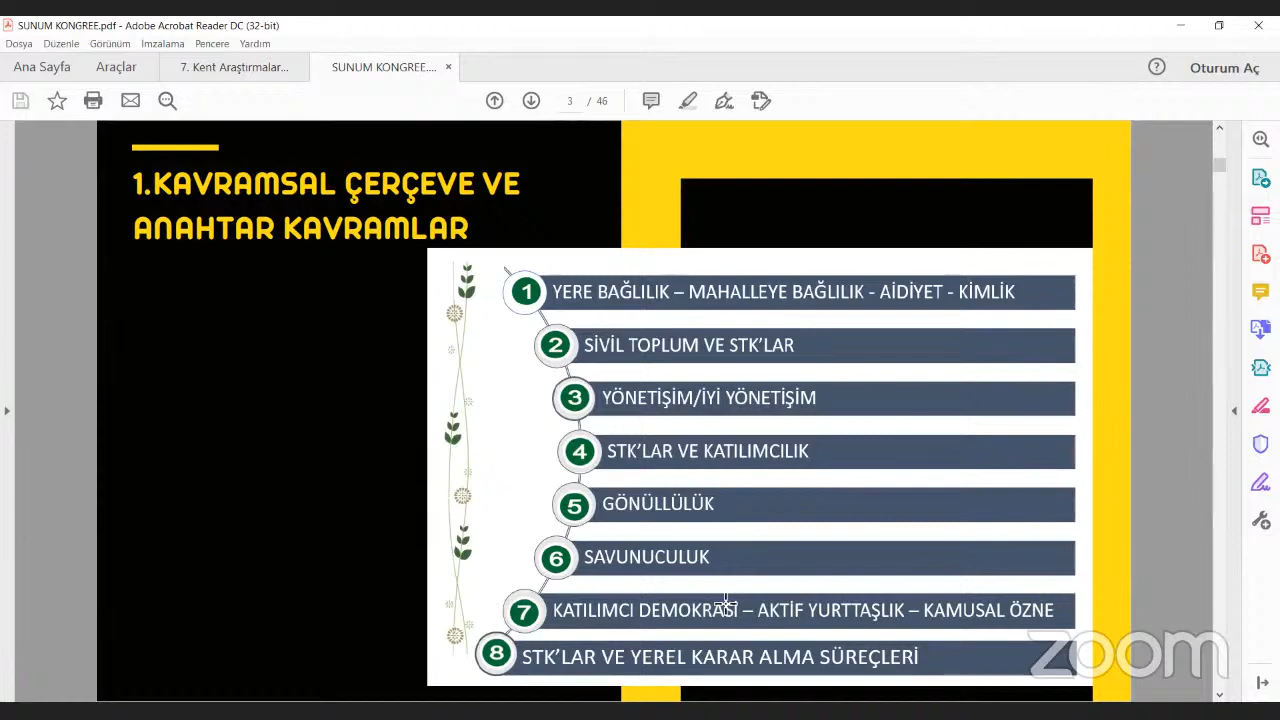 SUNUM KONGREE.pdf - Adobe Acrobat Reader DC (32-bit)
Dosya Düzenle Görünüm İmzalama Pencere Yardım
Ana Sayfa Araçlar 7. Kent Araştırmalar... SUNUM KONGREE.... × Oturum Aç
3 / 46
1.KAVRAMSAL ÇERÇEVE VE
ANAHTAR KAVRAMLAR
1 YERE BAĞLILIK – MAHALLEYE BAĞLILIK - AİDİYET - KİMLİK
2 SİVİL TOPLUM VE STK'LAR
3 YÖNETİŞİM/İYİ YÖNETİŞİM
4 STK'LAR VE KATILIMCILIK
5 GÖNÜLLÜLÜK
6 SAVUNUCULUK
7 KATILIMCI DEMOKRASİ – AKTİF YURTTAŞLIK – KAMUSAL ÖZNE
8 STK'LAR VE YEREL KARAR ALMA SÜREÇLERİ
zoom